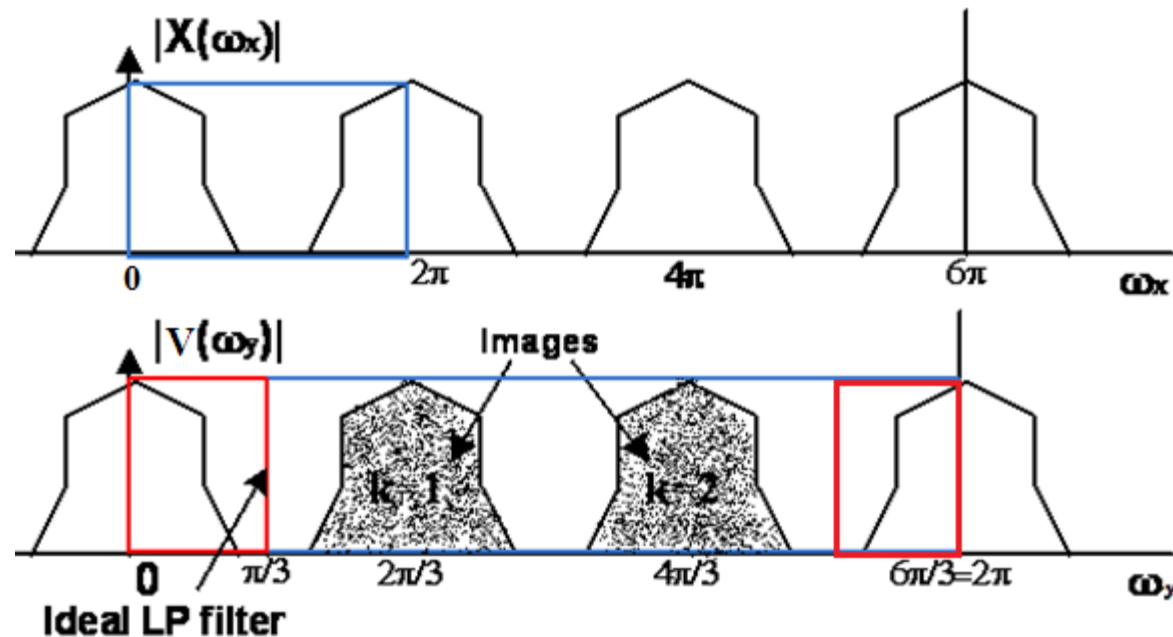 |X(ωx)|
0 2π 4π 6π ωx
|V(ωy)| Images
k=1 k=2
0 π/3 2π/3 4π/3 6π/3=2π ωy
Ideal LP filter